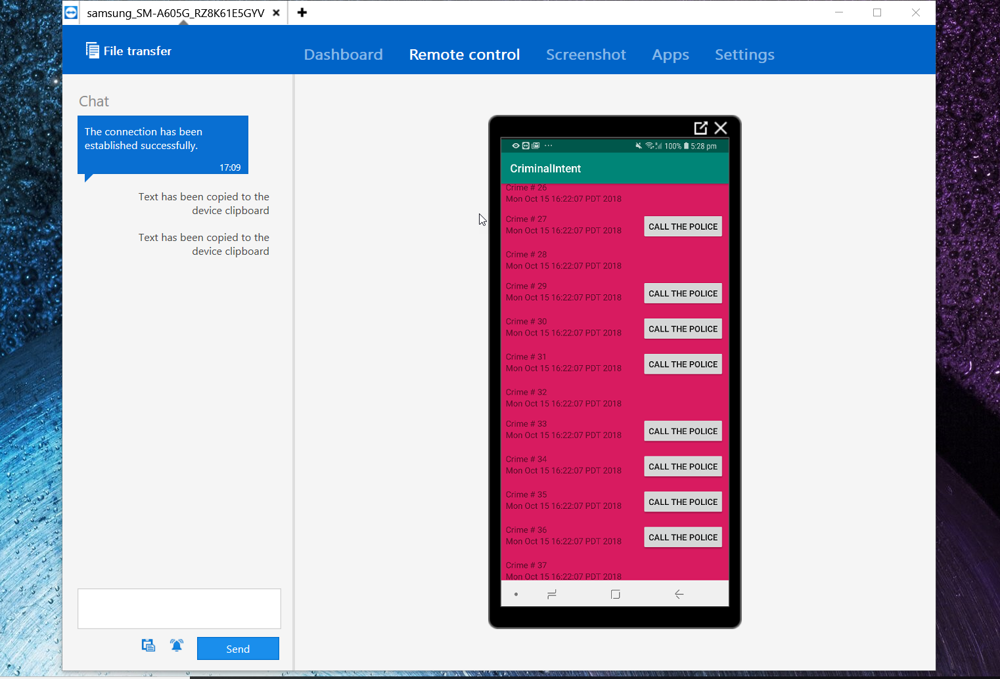 samsung_SM-A605G_RZ8K61E5GYV
File transfer
Dashboard
Remote control
Screenshot
Apps
Settings
Chat
The connection has been
established successfully.
17:09
Text has been copied to the
device clipboard
Text has been copied to the
device clipboard
Send
100% 5:28 pm
CriminalIntent
Crime # 26
Mon Oct 15 16:22:07 PDT 2018
Crime # 27
Mon Oct 15 16:22:07 PDT 2018
CALL THE POLICE
Crime # 28
Mon Oct 15 16:22:07 PDT 2018
Crime # 29
Mon Oct 15 16:22:07 PDT 2018
CALL THE POLICE
Crime # 30
Mon Oct 15 16:22:07 PDT 2018
CALL THE POLICE
Crime # 31
Mon Oct 15 16:22:07 PDT 2018
CALL THE POLICE
Crime # 32
Mon Oct 15 16:22:07 PDT 2018
Crime # 33
Mon Oct 15 16:22:07 PDT 2018
CALL THE POLICE
Crime # 34
Mon Oct 15 16:22:07 PDT 2018
CALL THE POLICE
Crime # 35
Mon Oct 15 16:22:07 PDT 2018
CALL THE POLICE
Crime # 36
Mon Oct 15 16:22:07 PDT 2018
CALL THE POLICE
Crime # 37
Mon Oct 15 16:22:07 PDT 2018